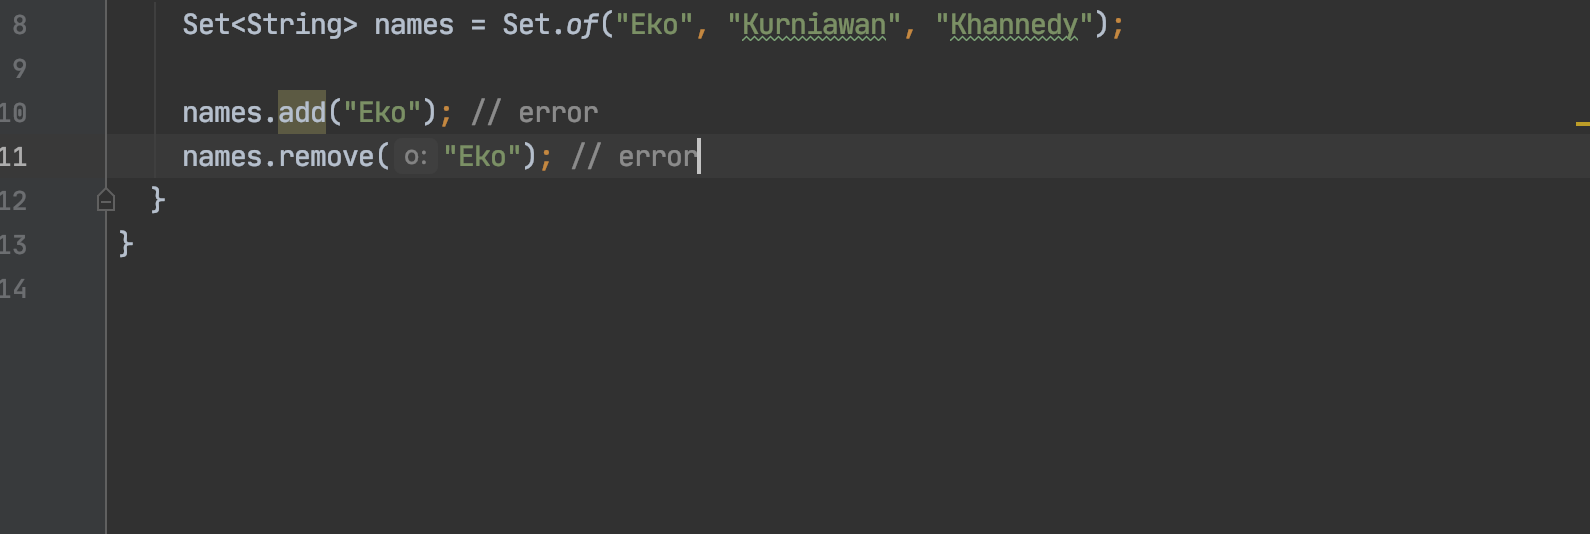 8 Set<String> names = Set.of("Eko", "Kurniawan", "Khannedy");
9
10 names.add("Eko"); // error
11 names.remove( o: "Eko"); // error
12 }
13 }
14